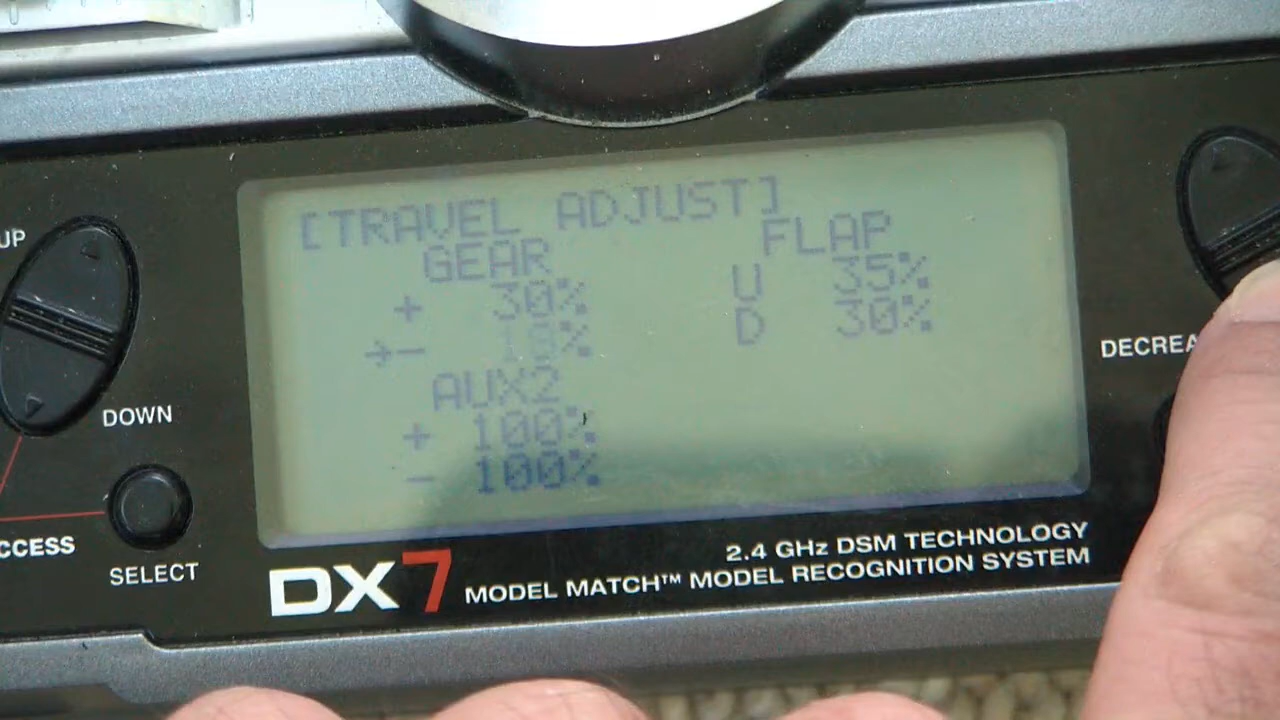 [TRAVEL ADJUST]
GEAR
+ 30%
→- %
AUX2
+ 100%
- 100%
FLAP
U 35%
D 30%
UP
DOWN
CCESS
SELECT
DECREA
DX7
2.4 GHz DSM TECHNOLOGY
MODEL MATCH™ MODEL RECOGNITION SYSTEM